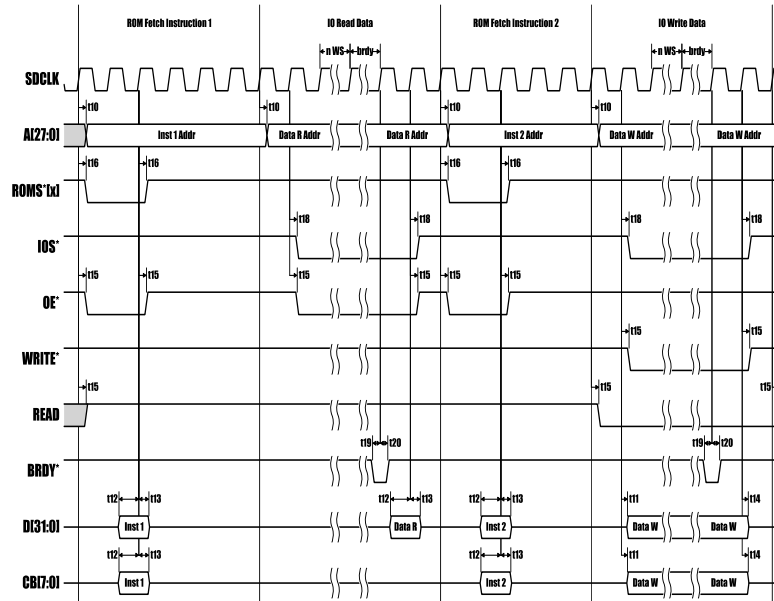 ROM Fetch Instruction 1 IO Read Data ROM Fetch Instruction 2 IO Write Data
n WS brdy n WS brdy
SDCLK
t10 t10 t10 t10
A[27:0] Inst 1 Addr Data R Addr Data R Addr Inst 2 Addr Data W Addr Data W Addr
t16 t16 t16 t16
ROMS*[x]
t18 t18 t18 t18
IOS*
t15 t15 t15 t15 t15 t15
OE*
t15 t15
WRITE*
t15 t15 t15
READ
t19 t20 t19 t20
BRDY*
t12 t13 t12 t13 t12 t13 t11 t14
D[31:0] Inst 1 Data R Inst 2 Data W Data W
t12 t13 t12 t13 t11 t14
CB[7:0] Inst 1 Inst 2 Data W Data W